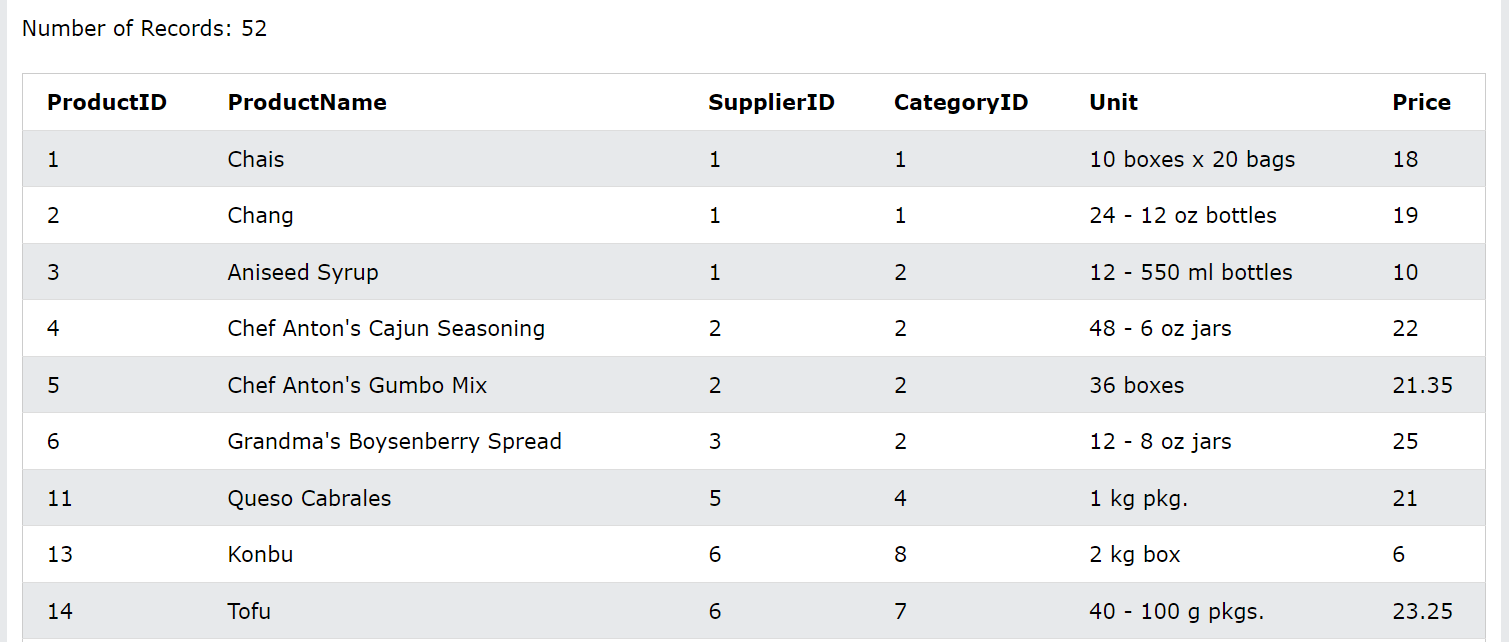 Number of Records: 52
ProductID ProductName SupplierID CategoryID Unit Price
1 Chais 1 1 10 boxes x 20 bags 18
2 Chang 1 1 24 - 12 oz bottles 19
3 Aniseed Syrup 1 2 12 - 550 ml bottles 10
4 Chef Anton's Cajun Seasoning 2 2 48 - 6 oz jars 22
5 Chef Anton's Gumbo Mix 2 2 36 boxes 21.35
6 Grandma's Boysenberry Spread 3 2 12 - 8 oz jars 25
11 Queso Cabrales 5 4 1 kg pkg. 21
13 Konbu 6 8 2 kg box 6
14 Tofu 6 7 40 - 100 g pkgs. 23.25